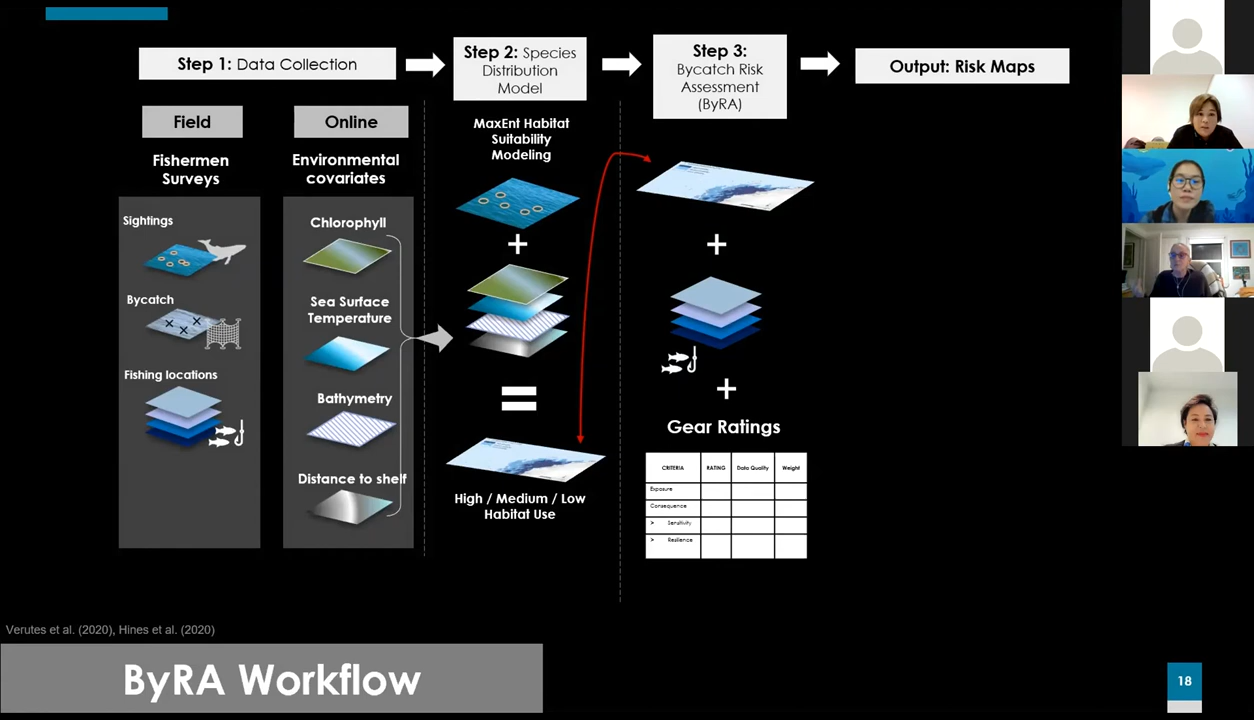 Step 1: Data Collection
Step 2: Species
Distribution
Model
Step 3:
Bycatch Risk
Assessment
(ByRA)
Output: Risk Maps
Field
Fishermen
Surveys
Sightings
Bycatch
Fishing locations
Online
Environmental
covariates
Chlorophyll
Sea Surface
Temperature
Bathymetry
Distance to shelf
MaxEnt Habitat
Suitability
Modeling
+
=
High / Medium / Low
Habitat Use
+
+
Gear Ratings
CRITERIA RATING Data Quality Weight
Exposure
Consequence
> Sensitivity
> Resilience
Verutes et al. (2020), Hines et al. (2020)
ByRA Workflow
18